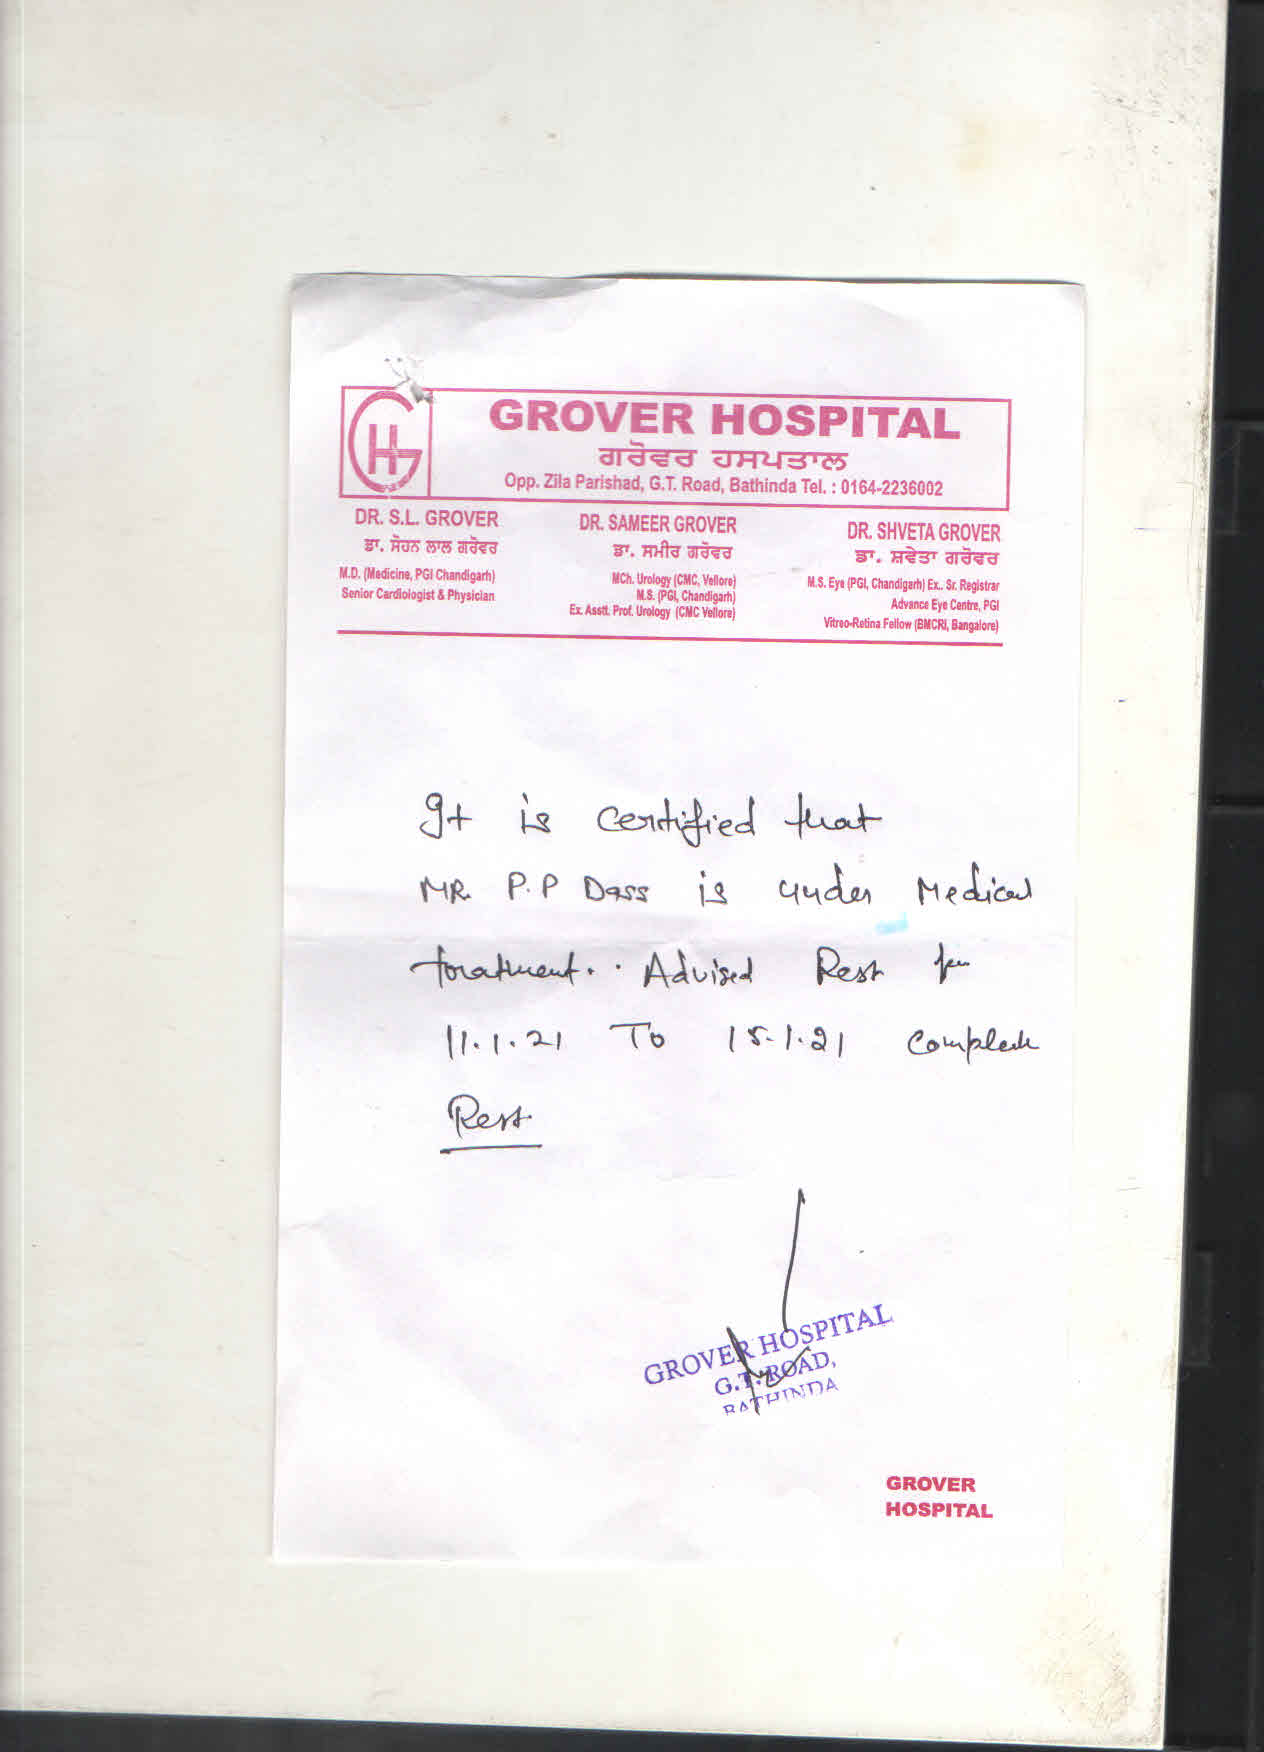 GH
GROVER HOSPITAL
ਗਰੋਵਰ ਹਸਪਤਾਲ
Opp. Zila Parishad, G.T. Road, Bathinda Tel. : 0164-2236002
DR. S.L. GROVER
ਡਾ. ਸੋਹਨ ਲਾਲ ਗਰੋਵਰ
M.D. (Medicine, PGI Chandigarh)
Senior Cardiologist & Physician
DR. SAMEER GROVER
ਡਾ. ਸਮੀਰ ਗਰੋਵਰ
MCh. Urology (CMC, Vellore)
M.S. (PGI, Chandigarh)
Ex. Asstt. Prof. Urology (CMC Vellore)
DR. SHVETA GROVER
ਡਾ. ਸ਼ਵੇਤਾ ਗਰੋਵਰ
M.S. Eye (PGI, Chandigarh) Ex.. Sr. Registrar
Advance Eye Centre, PGI
Vitreo-Retina Fellow (BMCRI, Bangalore)
It is certified that
MR. P.P Dass is under Medical
treatment. . Advised Rest for
11.1.21 To 15.1.21 Complete
Rest
GROVER HOSPITAL
G.T. ROAD,
BATHINDA
GROVER
HOSPITAL